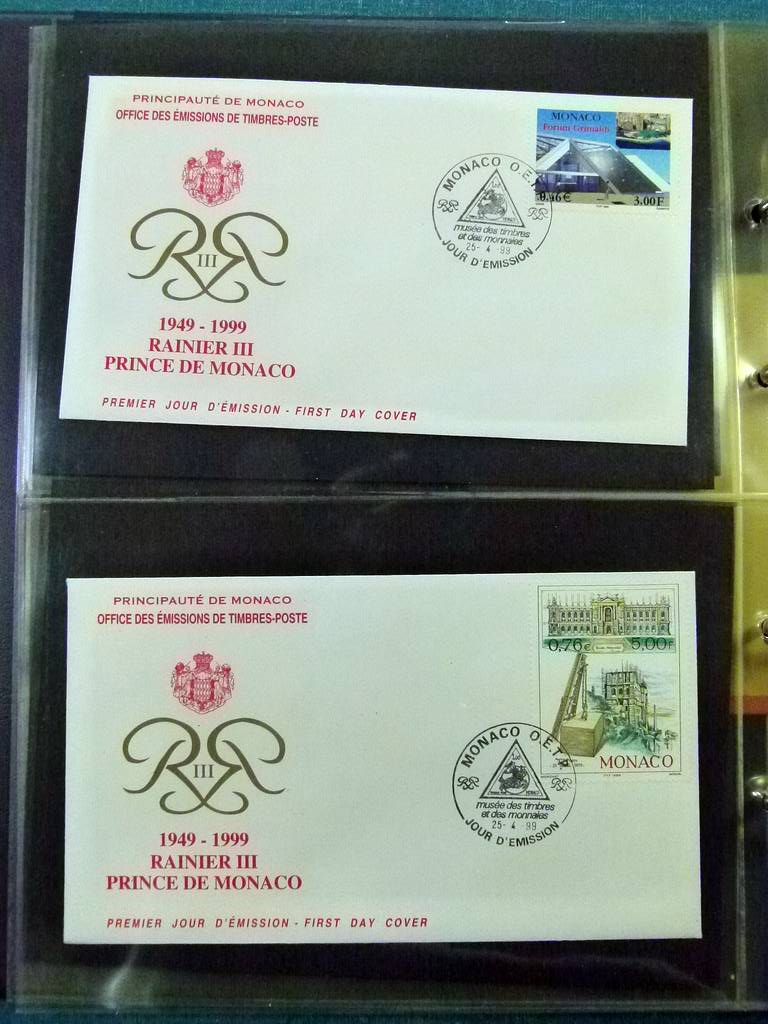 PRINCIPAUTÉ DE MONACO
OFFICE DES ÉMISSIONS DE TIMBRES-POSTE
III
1949 - 1999
RAINIER III
PRINCE DE MONACO
PREMIER JOUR D'ÉMISSION - FIRST DAY COVER
MONACO O.E.T.P.
musée des timbres
et des monnaies
25- 4 -99
JOUR D'EMISSION
MONACO
Forum Grimaldi
0.46€ 3.00F
PRINCIPAUTÉ DE MONACO
OFFICE DES ÉMISSIONS DE TIMBRES-POSTE
III
1949 - 1999
RAINIER III
PRINCE DE MONACO
PREMIER JOUR D'ÉMISSION - FIRST DAY COVER
0,76€ 5,00F
MONACO
MONACO O.E.T.P.
musée des timbres
et des monnaies
25- 4 -99
JOUR D'EMISSION